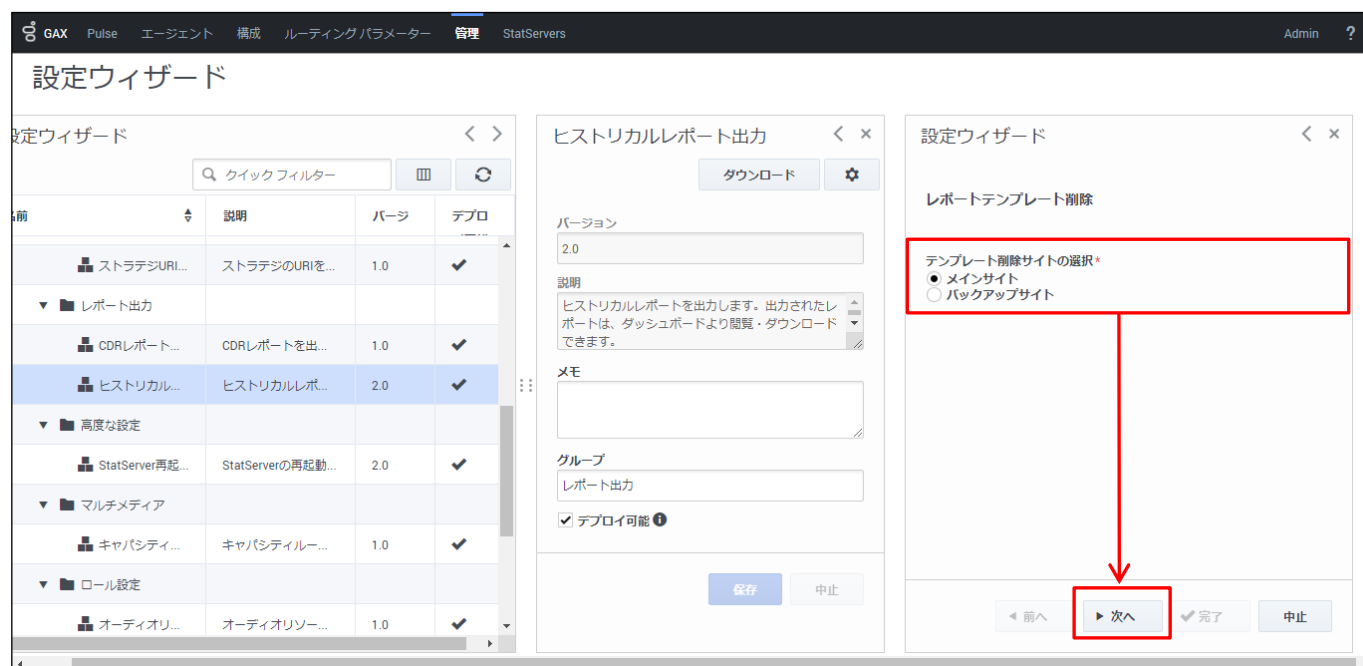 GAX Pulse エージェント 構成 ルーティング パラメーター 管理 StatServers Admin ?
設定ウィザード
設定ウィザード
クイック フィルター
名前 説明 バージ デプロ
ストラテジURI... ストラテジのURIを... 1.0
レポート出力
CDRレポート... CDRレポートを出... 1.0
ヒストリカル... ヒストリカルレポ... 2.0
高度な設定
StatServer再起... StatServerの再起動... 2.0
マルチメディア
キャパシティ... キャパシティルー... 1.0
ロール設定
オーディオリ... オーディオリソー... 1.0
ヒストリカルレポート出力
ダウンロード
バージョン
2.0
説明
ヒストリカルレポートを出力します。出力されたレ
ポートは、ダッシュボードより閲覧・ダウンロード
できます。
メモ
グループ
レポート出力
デプロイ可能
保存 中止
設定ウィザード
レポートテンプレート削除
テンプレート削除サイトの選択*
メインサイト
バックアップサイト
前へ 次へ 完了 中止